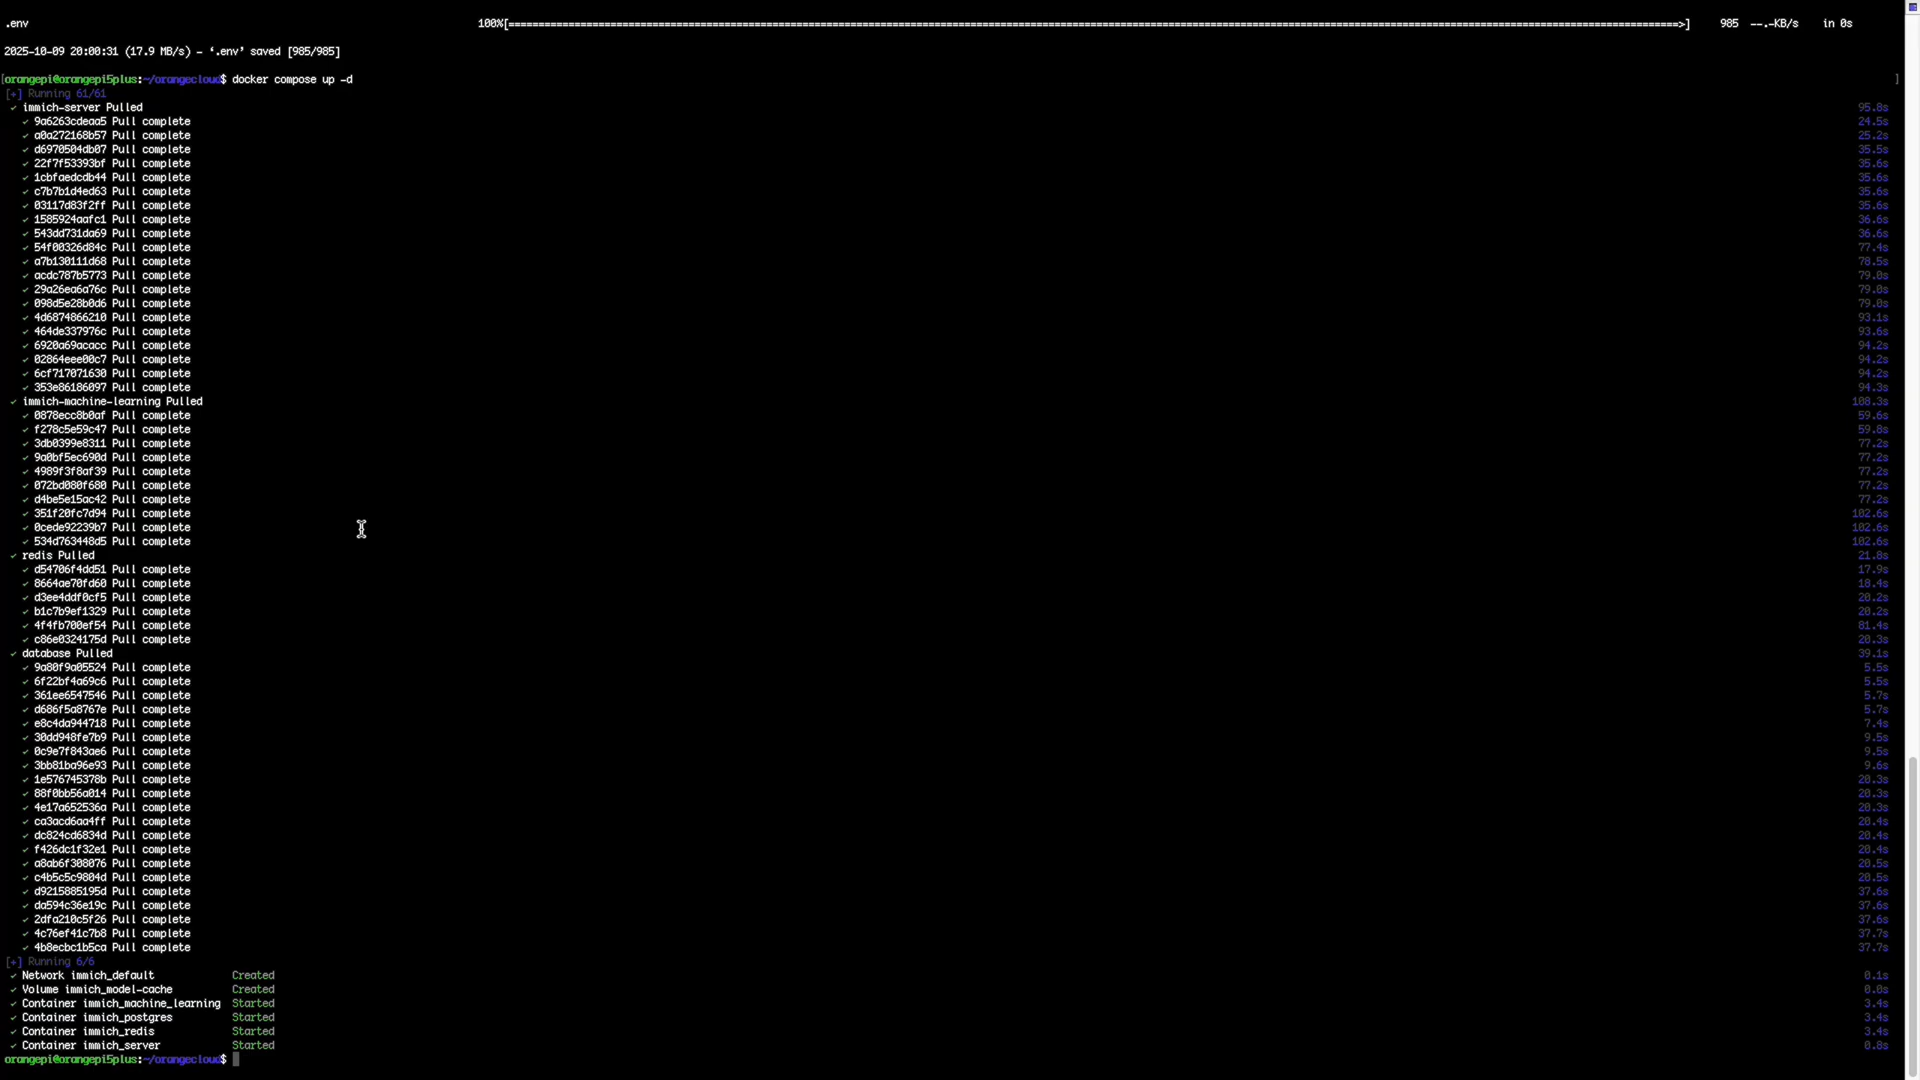 .env 100%[=====================================================================================================================================================================================================>] 985 --.-KB/s in 0s
2025-10-09 20:00:31 (17.9 MB/s) - ‘.env’ saved [985/985]
[orangepi@orangepi5plus:~/orangecloud$ docker compose up -d ]
[+] Running 61/61
✓ immich-server Pulled 95.8s
✓ 9a6263cdeaa5 Pull complete 24.5s
✓ a0a272168b57 Pull complete 25.2s
✓ d6970504db07 Pull complete 35.5s
✓ 22f7f53393bf Pull complete 35.6s
✓ 1cbfaedcdb44 Pull complete 35.6s
✓ c7b7b1d4ed63 Pull complete 35.6s
✓ 03117d83f2ff Pull complete 35.6s
✓ 1585924aafc1 Pull complete 36.6s
✓ 543dd731da69 Pull complete 36.6s
✓ 54f00326d84c Pull complete 77.4s
✓ a7b130111d68 Pull complete 78.5s
✓ acdc787b5773 Pull complete 79.0s
✓ 29a26ea6a76c Pull complete 79.0s
✓ 098d5e28b0d6 Pull complete 79.0s
✓ 4d6874866210 Pull complete 93.1s
✓ 464de337976c Pull complete 93.6s
✓ 6920a69acacc Pull complete 94.2s
✓ 02864eee00c7 Pull complete 94.2s
✓ 6cf717071630 Pull complete 94.2s
✓ 353e86186097 Pull complete 94.3s
✓ immich-machine-learning Pulled 108.3s
✓ 0878ecc8b0af Pull complete 59.6s
✓ f278c5e59c47 Pull complete 59.8s
✓ 3db0399e8311 Pull complete 77.2s
✓ 9a0bf5ec690d Pull complete 77.2s
✓ 4989f3f8af39 Pull complete 77.2s
✓ 072bd080f680 Pull complete 77.2s
✓ d4be5e15ac42 Pull complete 77.2s
✓ 351f20fc7d94 Pull complete 102.6s
✓ 0cede92239b7 Pull complete 102.6s
✓ 534d763448d5 Pull complete 102.6s
✓ redis Pulled 21.8s
✓ d54706f4dd51 Pull complete 17.9s
✓ 8664ae70fd60 Pull complete 18.4s
✓ d3ee4ddf0cf5 Pull complete 20.2s
✓ b1c7b9ef1329 Pull complete 20.2s
✓ 4f4fb700ef54 Pull complete 81.4s
✓ c86e0324175d Pull complete 20.3s
✓ database Pulled 39.1s
✓ 9a80f9a05524 Pull complete 5.5s
✓ 6f22bf4a69c6 Pull complete 5.5s
✓ 361ee6547546 Pull complete 5.7s
✓ d686f5a8767e Pull complete 5.7s
✓ e8c4da944718 Pull complete 7.4s
✓ 30dd948fe7b9 Pull complete 9.5s
✓ 0c9e7f843ae6 Pull complete 9.5s
✓ 3bb81ba96e93 Pull complete 9.6s
✓ 1e576745378b Pull complete 20.3s
✓ 88f0bb56a014 Pull complete 20.3s
✓ 4e17a652536a Pull complete 20.3s
✓ ca3acd6aa4ff Pull complete 20.4s
✓ dc824cd6834d Pull complete 20.4s
✓ f426dc1f32e1 Pull complete 20.4s
✓ a8ab6f308076 Pull complete 20.5s
✓ c4b5c5c9804d Pull complete 20.5s
✓ d9215885195d Pull complete 37.6s
✓ da594c36e19c Pull complete 37.6s
✓ 2dfa210c5f26 Pull complete 37.6s
✓ 4c76ef41c7b8 Pull complete 37.7s
✓ 4b8ecbc1b5ca Pull complete 37.7s
[+] Running 6/6
✓ Network immich_default Created 0.1s
✓ Volume immich_model-cache Created 0.0s
✓ Container immich_machine_learning Started 3.4s
✓ Container immich_postgres Started 3.4s
✓ Container immich_redis Started 3.4s
✓ Container immich_server Started 0.8s
orangepi@orangepi5plus:~/orangecloud$